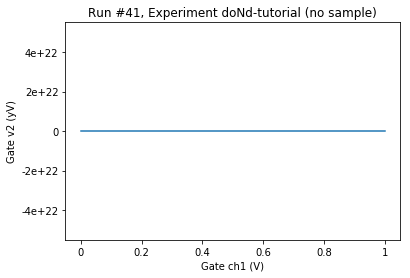 Run #41, Experiment doNd-tutorial (no sample)
4e+22
2e+22
0
-2e+22
-4e+22
Gate v2 (yV)
0
0.2
0.4
0.6
0.8
1
Gate ch1 (V)